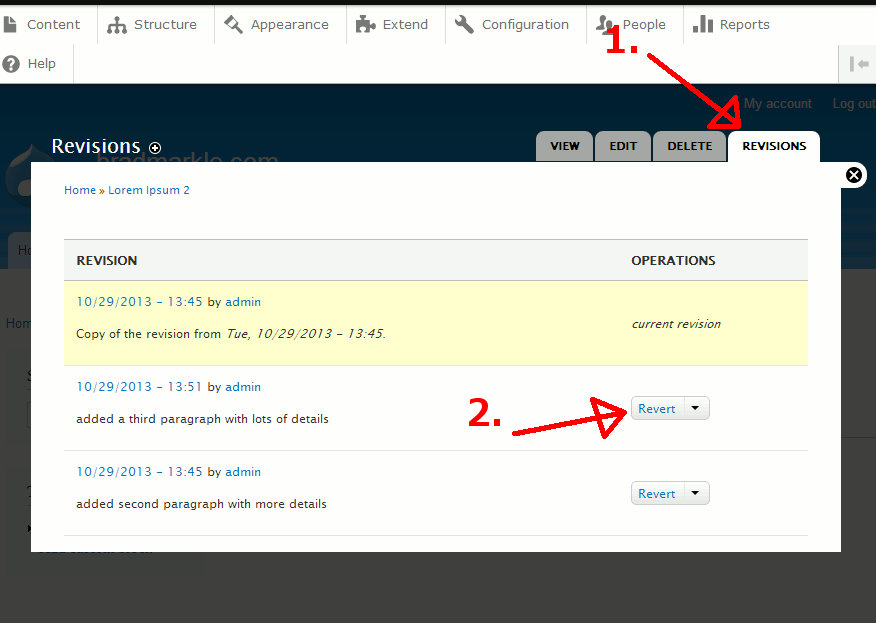 Content Structure Appearance Extend Configuration People Reports
1.
Help
My account Log out
Revisions
bradmarkle.com
VIEW EDIT DELETE REVISIONS
Home » Lorem Ipsum 2
REVISION OPERATIONS
10/29/2013 – 13:45 by admin
Copy of the revision from Tue, 10/29/2013 – 13:45.
current revision
10/29/2013 – 13:51 by admin
2.
Revert
added a third paragraph with lots of details
10/29/2013 – 13:45 by admin
Revert
added second paragraph with more details